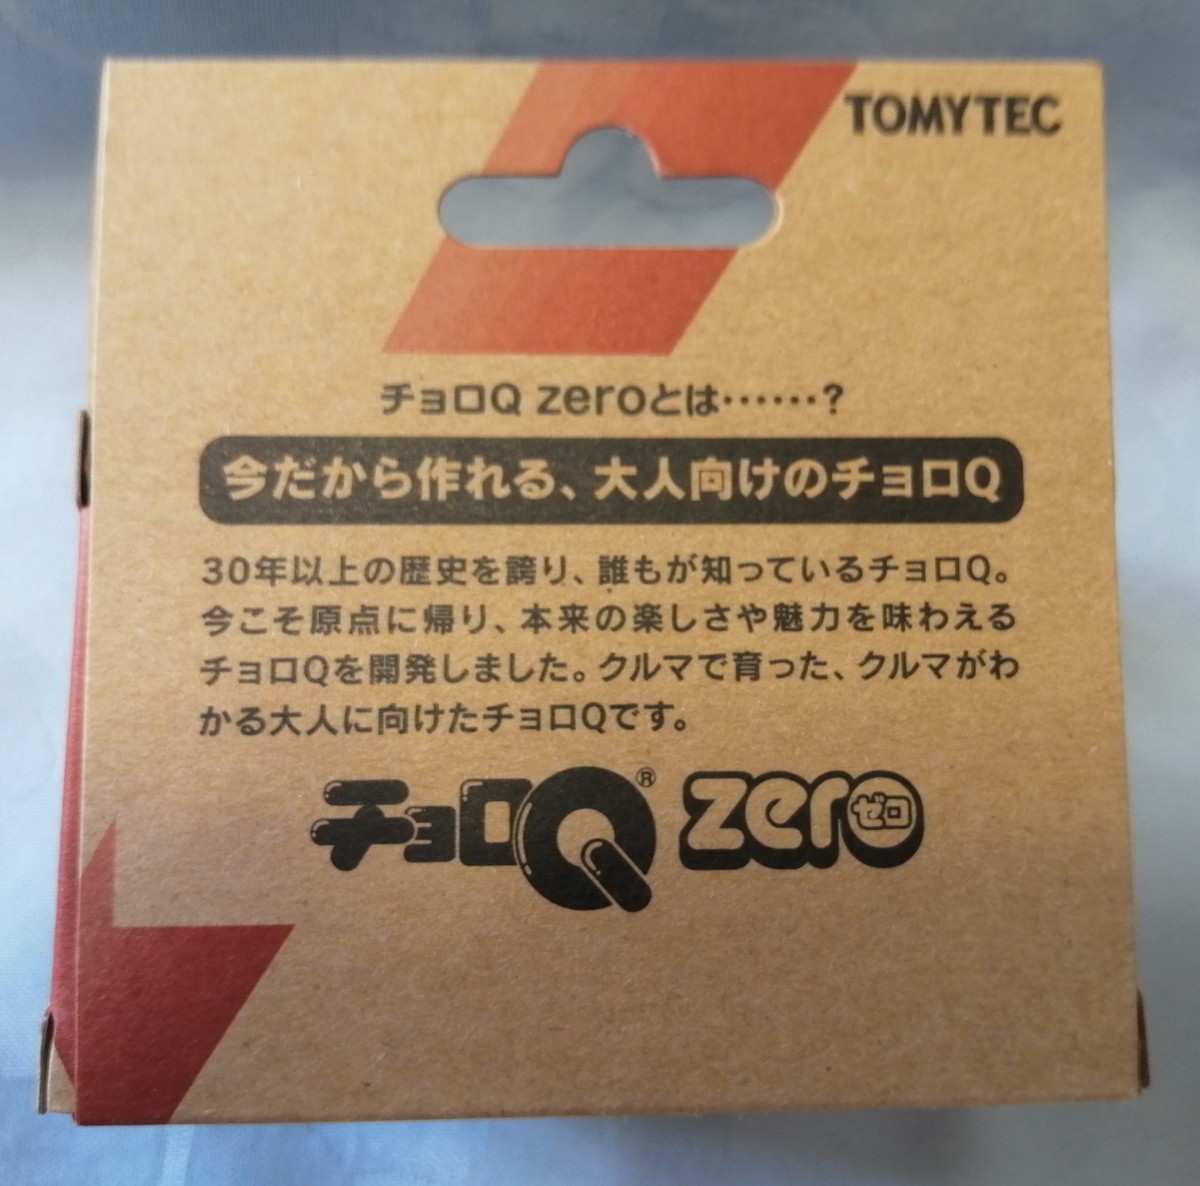 TOMYTEC
チョロQ zeroとは……?
今だから作れる、大人向けのチョロQ
30年以上の歴史を誇り、誰もが知っているチョロQ。
今こそ原点に帰り、本来の楽しさや魅力を味わえる
チョロQを開発しました。クルマで育った、クルマがわ
かる大人に向けたチョロQです。
チョロQ® zero ゼロ